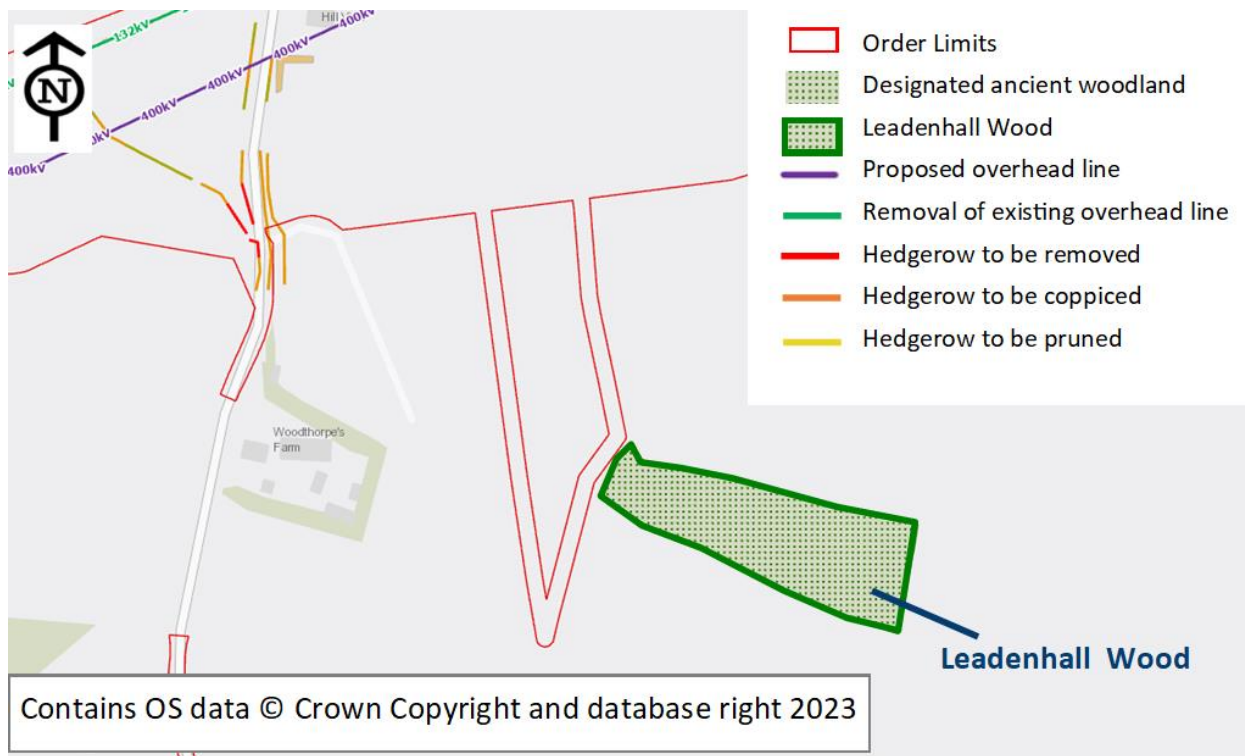 Hill
132kV
400kV
400kV
400kV
400kV
400kV
N
Order Limits
Designated ancient woodland
Leadenhall Wood
Proposed overhead line
Removal of existing overhead line
Hedgerow to be removed
Hedgerow to be coppiced
Hedgerow to be pruned
Woodthorpe's
Farm
Leadenhall Wood
Contains OS data © Crown Copyright and database right 2023